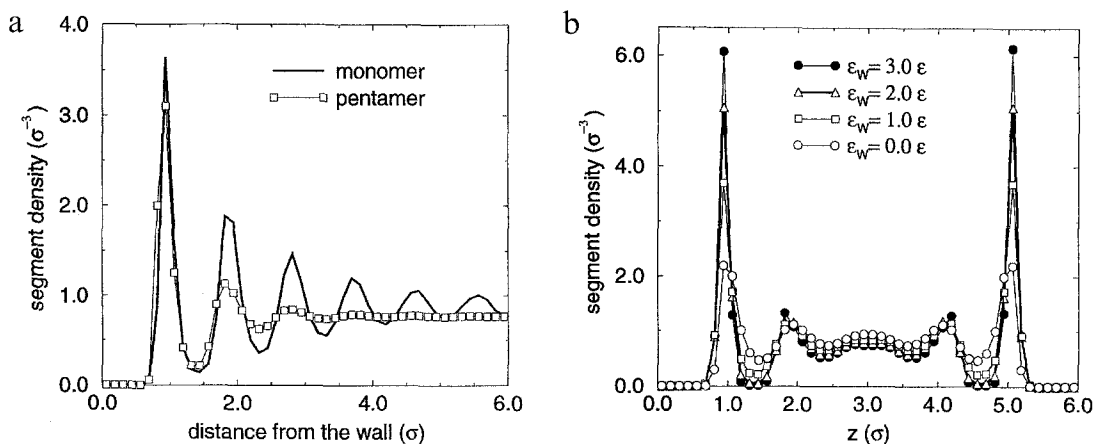 a
segment density (σ⁻³)
4.0
3.0
2.0
1.0
0.0
monomer
pentamer
0.0 2.0 4.0 6.0
distance from the wall (σ)
b
segment density (σ⁻³)
6.0
4.0
2.0
0.0
εw= 3.0 ε
εw= 2.0 ε
εw= 1.0 ε
εw= 0.0 ε
0.0 1.0 2.0 3.0 4.0 5.0 6.0
z (σ)